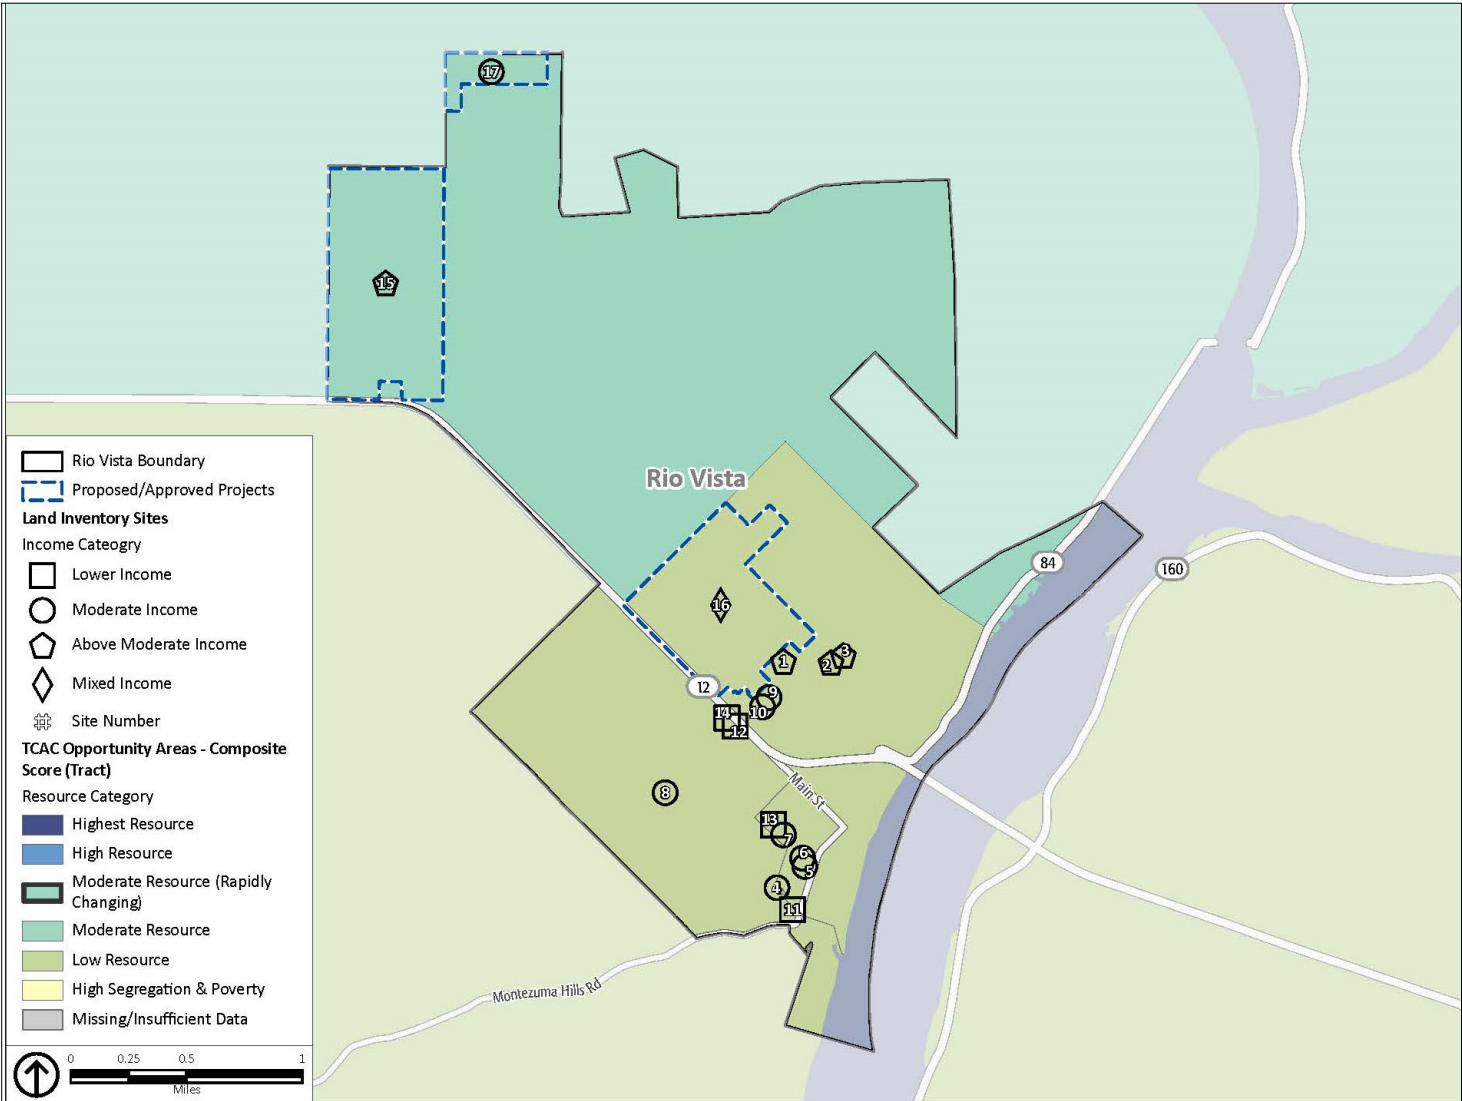 17
15
Rio Vista
84
160
16
1
2
3
12
9
10
14
12
Main St
8
13
7
6
5
4
11
Montezuma Hills Rd
Rio Vista Boundary
Proposed/Approved Projects
Land Inventory Sites
Income Cateogry
Lower Income
Moderate Income
Above Moderate Income
Mixed Income
# Site Number
TCAC Opportunity Areas - Composite
Score (Tract)
Resource Category
Highest Resource
High Resource
Moderate Resource (Rapidly
Changing)
Moderate Resource
Low Resource
High Segregation & Poverty
Missing/Insufficient Data
0 0.25 0.5 1
Miles